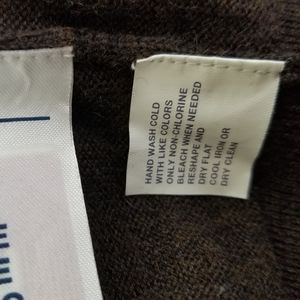 HAND WASH COLD
WITH LIKE COLORS
ONLY NON-CHLORINE
BLEACH WHEN NEEDED
RESHAPE AND
DRY FLAT
COOL IRON OR
DRY CLEAN